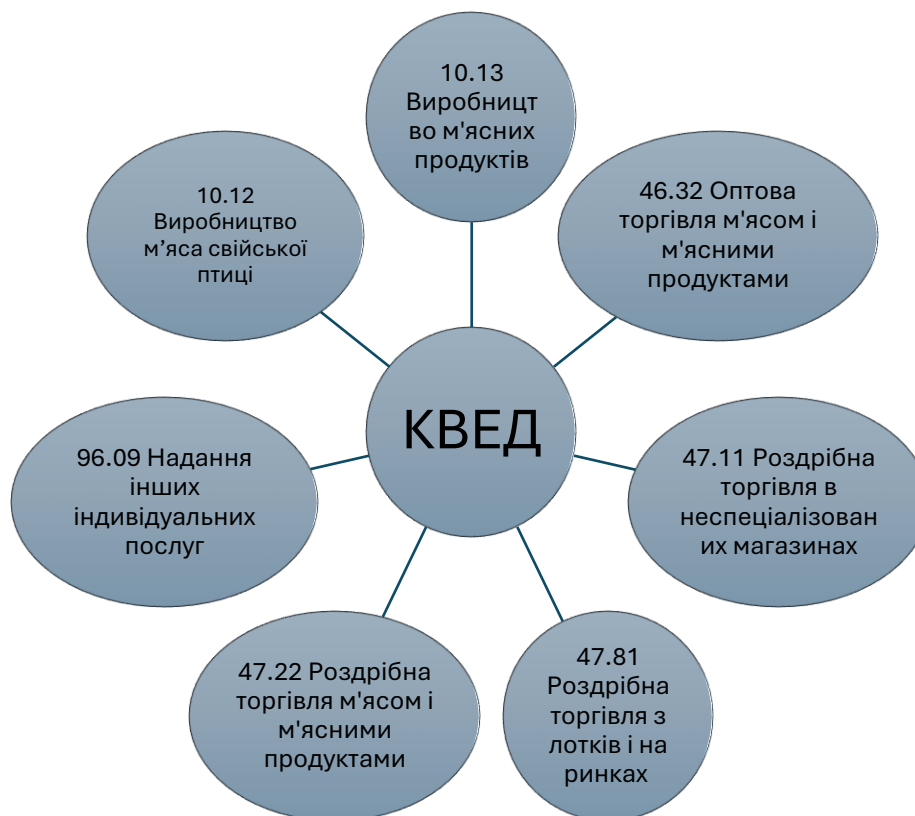 10.13
Виробницт
во м'ясних
продуктів
46.32 Оптова
торгівля м'ясом і
м'ясними
продуктами
10.12
Виробництво
м’яса свійської
птиці
КВЕД
47.11 Роздрібна
торгівля в
неспеціалізован
их магазинах
96.09 Надання
інших
індивідуальних
послуг
47.81
Роздрібна
торгівля з
лотків і на
ринках
47.22 Роздрібна
торгівля м'ясом і
м'ясними
продуктами